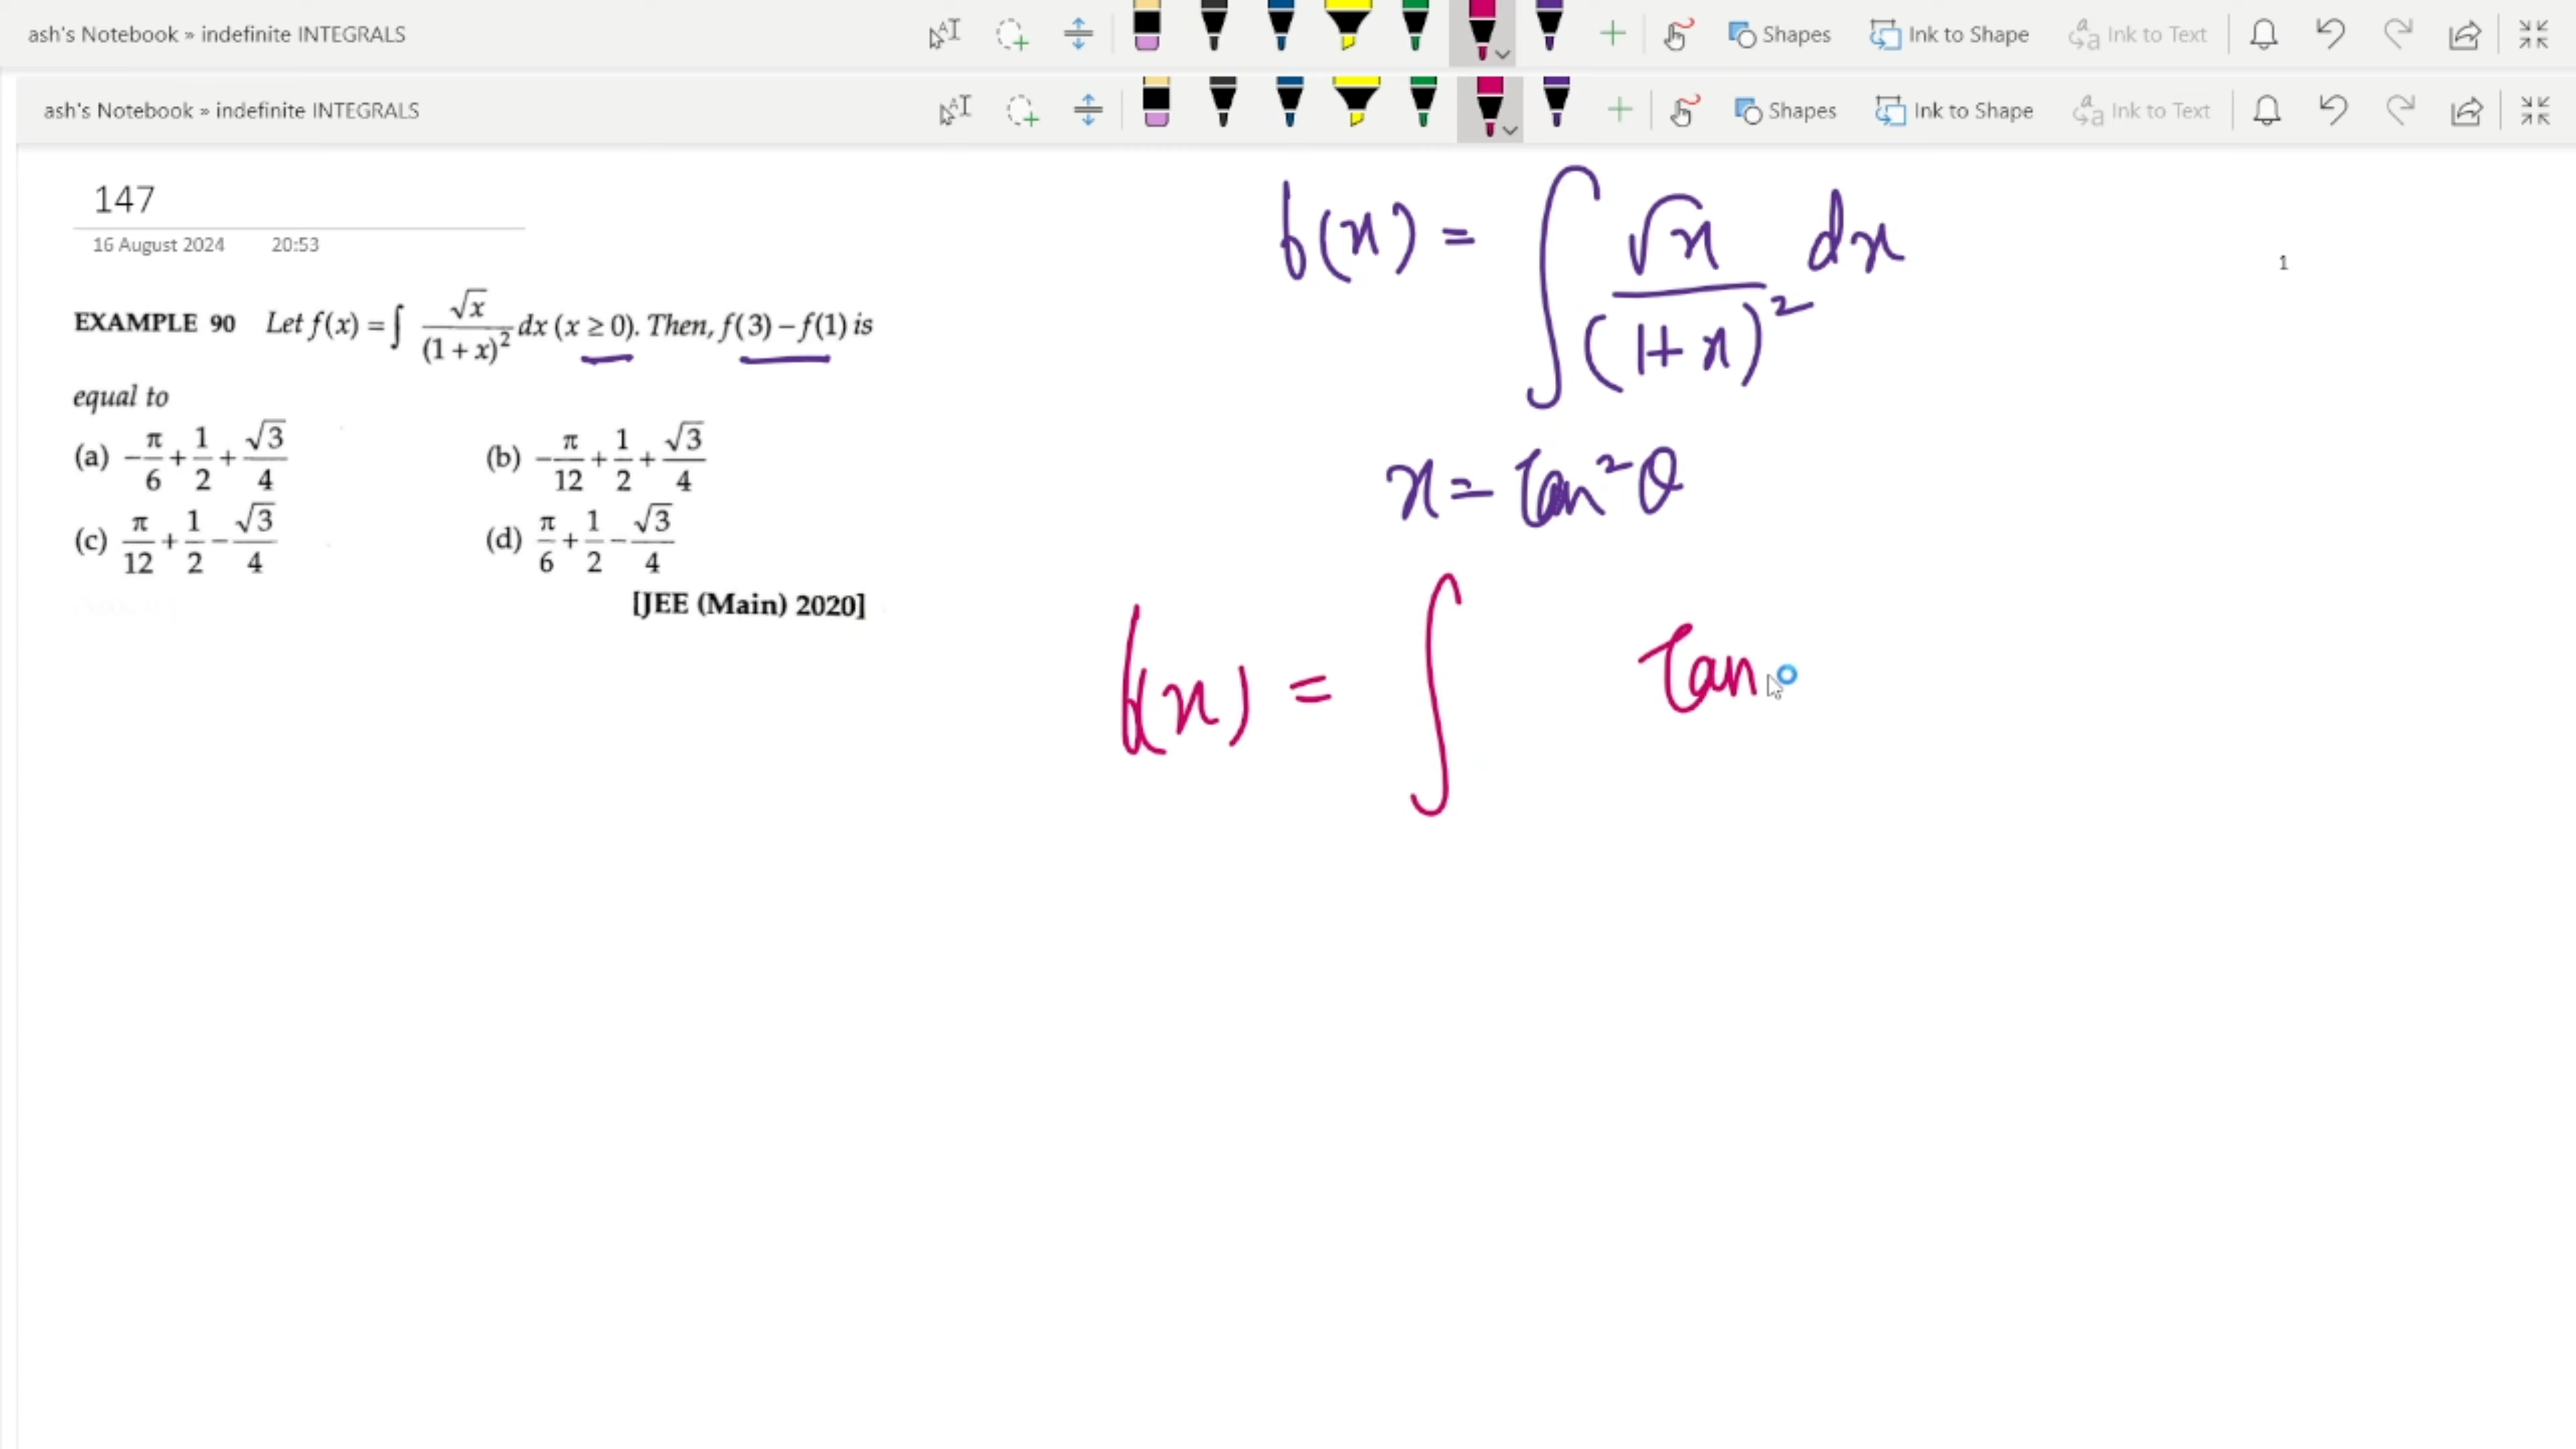 ash's Notebook » indefinite INTEGRALS
Shapes Ink to Shape Ink to Text
ash's Notebook » indefinite INTEGRALS
Shapes Ink to Shape Ink to Text
147
16 August 2024 20:53
EXAMPLE 90 Let f(x) = ∫ √x / (1 + x)² dx (x ≥ 0). Then, f(3) – f(1) is
equal to
(a) –π/6 + 1/2 + √3/4 (b) –π/12 + 1/2 + √3/4
(c) π/12 + 1/2 – √3/4 (d) π/6 + 1/2 – √3/4
[JEE (Main) 2020]
f(x) = ∫ √x / (1+x)² dx
1
x = tan²θ
f(x) = ∫ tan